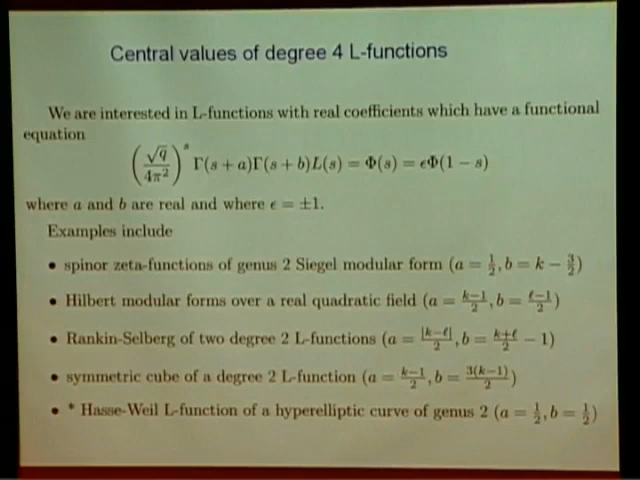 Central values of degree 4 L-functions
We are interested in L-functions with real coefficients which have a functional
equation
(√q/4π²)^s Γ(s + a)Γ(s + b)L(s) = Φ(s) = ϵΦ(1 − s)
where a and b are real and where ϵ = ±1.
Examples include
• spinor zeta-functions of genus 2 Siegel modular form (a = 1/2, b = k − 3/2)
• Hilbert modular forms over a real quadratic field (a = k−1/2, b = ℓ−1/2)
• Rankin-Selberg of two degree 2 L-functions (a = |k−ℓ|/2, b = k+ℓ/2 − 1)
• symmetric cube of a degree 2 L-function (a = k−1/2, b = 3(k−1)/2)
• * Hasse-Weil L-function of a hyperelliptic curve of genus 2 (a = 1/2, b = 1/2)